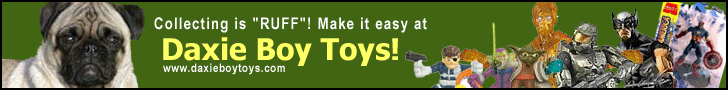 Collecting is "RUFF"! Make it easy at
Daxie Boy Toys!
www.daxieboytoys.com